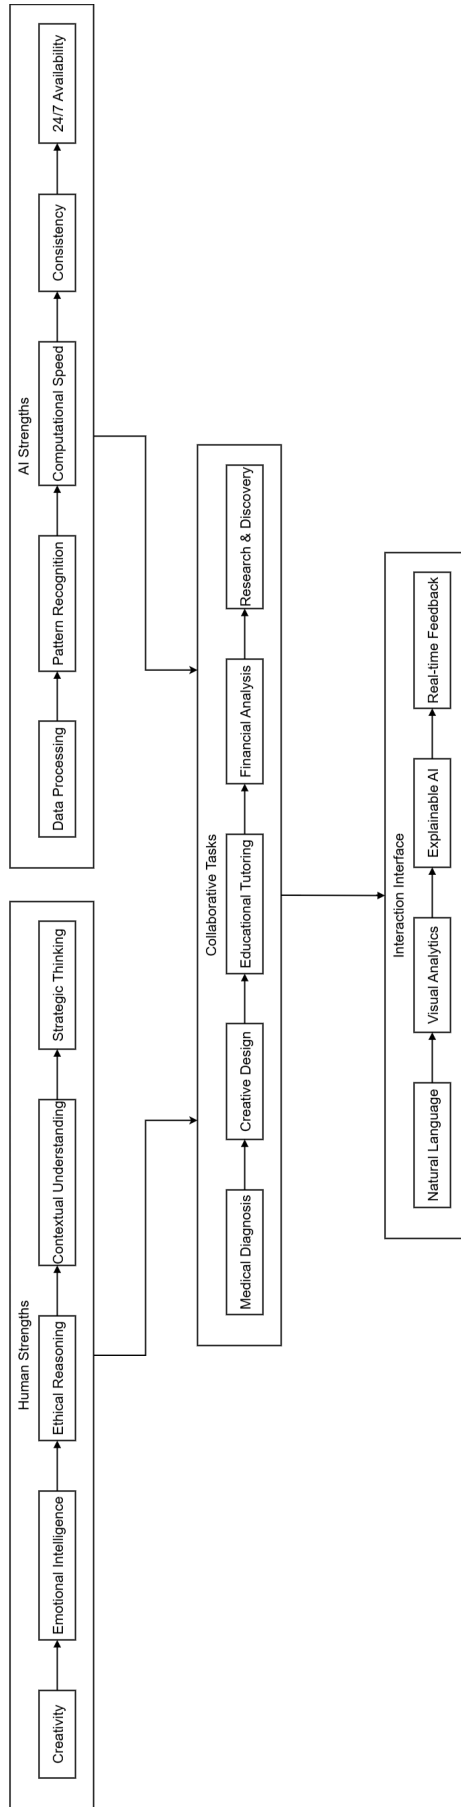 Human Strengths
Creativity
Emotional Intelligence
Ethical Reasoning
Contextual Understanding
Strategic Thinking
AI Strengths
Data Processing
Pattern Recognition
Computational Speed
Consistency
24/7 Availability
Collaborative Tasks
Medical Diagnosis
Creative Design
Educational Tutoring
Financial Analysis
Research & Discovery
Interaction Interface
Natural Language
Visual Analytics
Explainable AI
Real-time Feedback